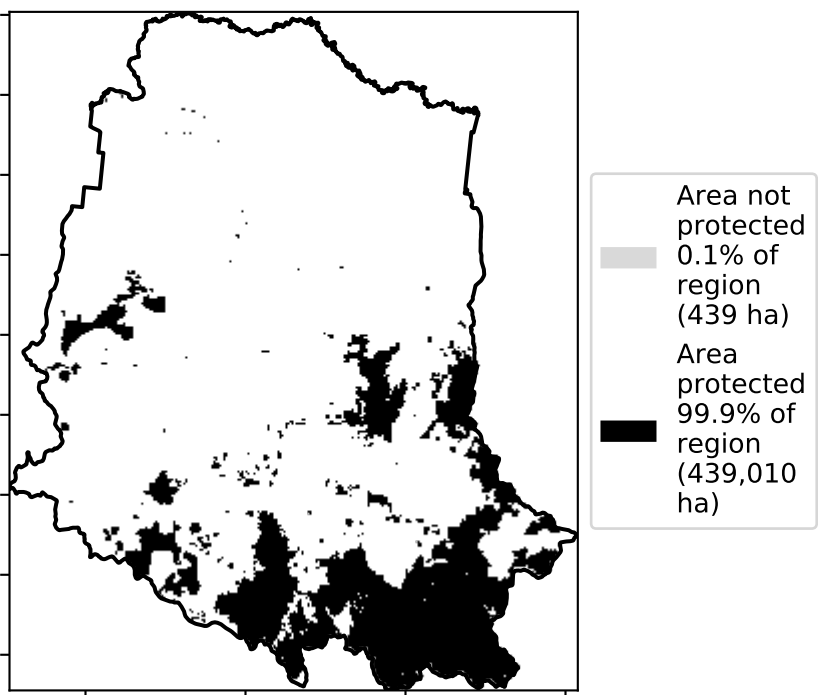 Area not
protected
0.1% of
region
(439 ha)
Area
protected
99.9% of
region
(439,010
ha)